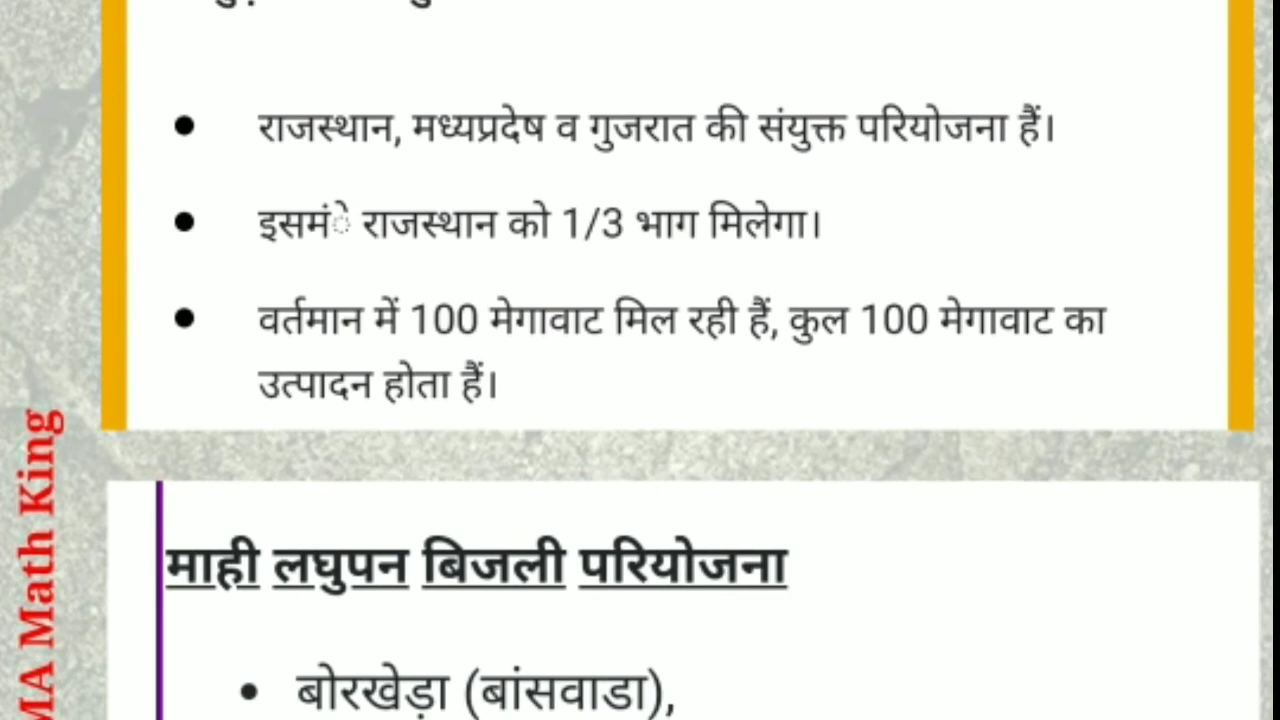 राजस्थान, मध्यप्रदेष व गुजरात की संयुक्त परियोजना हैं।
इसमंे राजस्थान को 1/3 भाग मिलेगा।
वर्तमान में 100 मेगावाट मिल रही हैं, कुल 100 मेगावाट का
उत्पादन होता हैं।
माही लघुपन बिजली परियोजना
बोरखेड़ा (बांसवाडा),
MA Math King